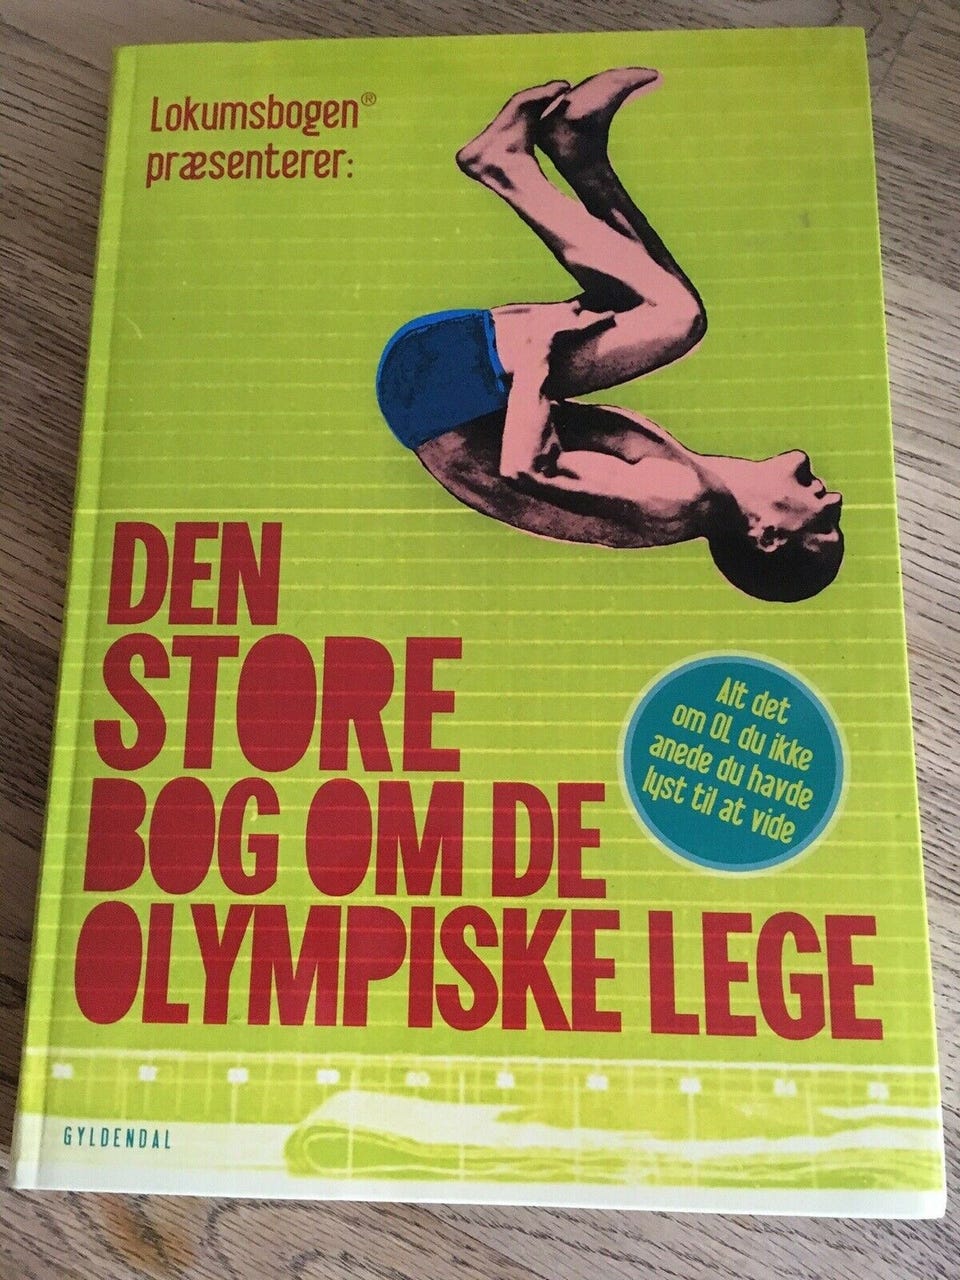 Lokumsbogen®
præsenterer:
DEN
STORE
BOG OM DE
OLYMPISKE LEGE
Alt det
om OL du ikke
anede du havde
lyst til at vide
GYLDENDAL